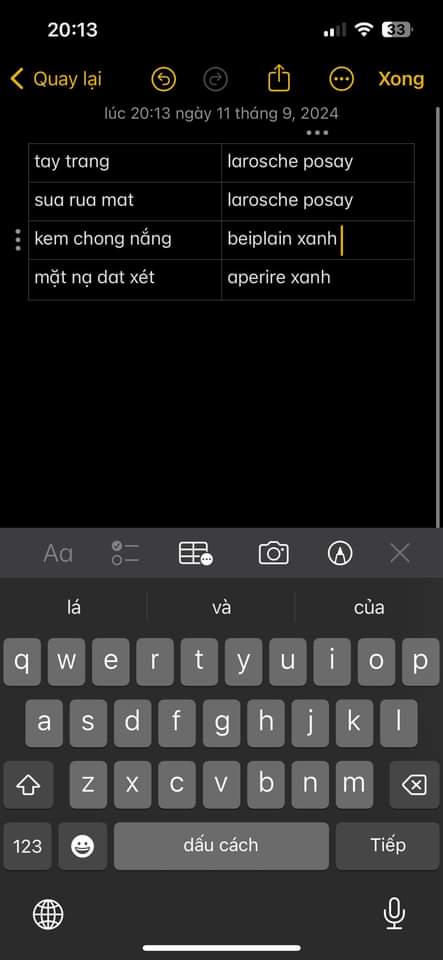 20:13
33
Quay lại
Xong
lúc 20:13 ngày 11 tháng 9, 2024
tay trang larosche posay
sua rua mat larosche posay
kem chong nắng beiplain xanh
mặt nạ dat xét aperire xanh
Aa
lá và của
q w e r t y u i o p
a s d f g h j k l
z x c v b n m
123 dấu cách Tiếp